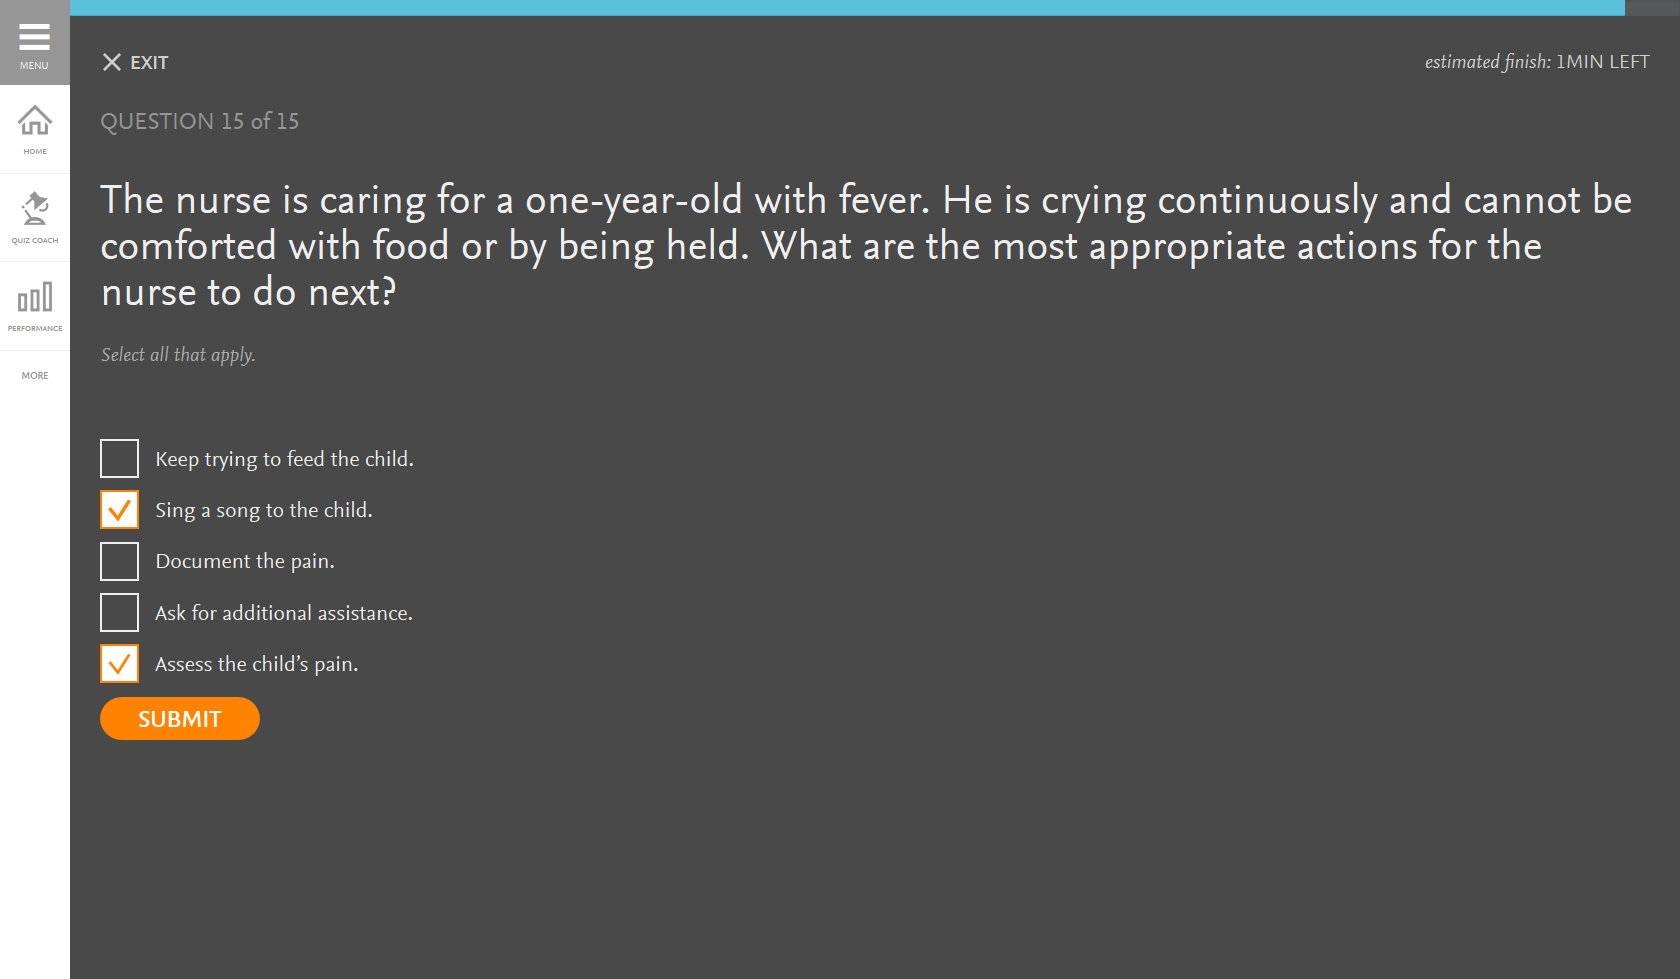 MENU
HOME
QUIZ COACH
PERFORMANCE
MORE
EXIT
estimated finish: 1MIN LEFT
QUESTION 15 of 15
The nurse is caring for a one-year-old with fever. He is crying continuously and cannot be
comforted with food or by being held. What are the most appropriate actions for the
nurse to do next?
Select all that apply.
Keep trying to feed the child.
Sing a song to the child.
Document the pain.
Ask for additional assistance.
Assess the child’s pain.
SUBMIT